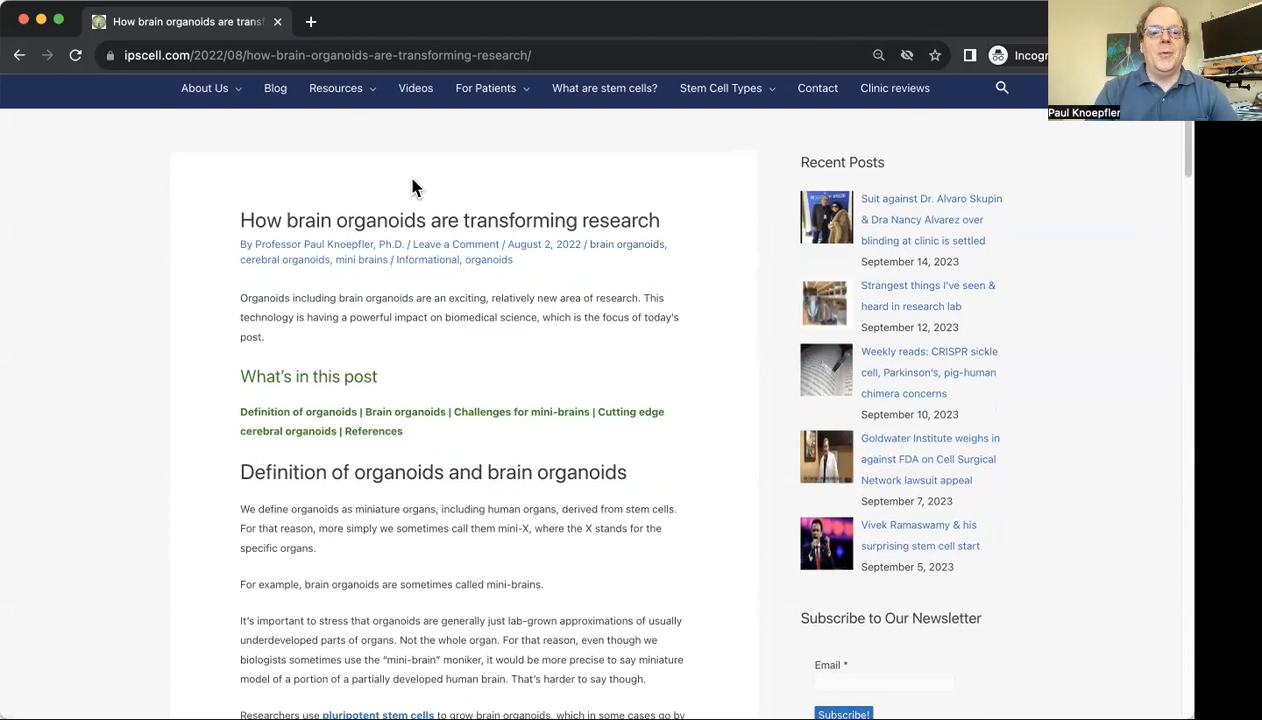 How brain organoids are transf
ipscell.com/2022/08/how-brain-organoids-are-transforming-research/
Incog
Paul Knoepfler
About Us
Blog
Resources
Videos
For Patients
What are stem cells?
Stem Cell Types
Contact
Clinic reviews
How brain organoids are transforming research
By Professor Paul Knoepfler, Ph.D. / Leave a Comment / August 2, 2022 / brain organoids,
cerebral organoids, mini brains / Informational, organoids
Organoids including brain organoids are an exciting, relatively new area of research. This
technology is having a powerful impact on biomedical science, which is the focus of today's
post.
What's in this post
Definition of organoids | Brain organoids | Challenges for mini-brains | Cutting edge
cerebral organoids | References
Definition of organoids and brain organoids
We define organoids as miniature organs, including human organs, derived from stem cells.
For that reason, more simply we sometimes call them mini-X, where the X stands for the
specific organs.
For example, brain organoids are sometimes called mini-brains.
It's important to stress that organoids are generally just lab-grown approximations of usually
underdeveloped parts of organs. Not the whole organ. For that reason, even though we
biologists sometimes use the "mini-brain" moniker, it would be more precise to say miniature
model of a portion of a partially developed human brain. That's harder to say though.
Researchers use pluripotent stem cells to grow brain organoids, which in some cases go by
Recent Posts
Suit against Dr. Alvaro Skupin
& Dra Nancy Alvarez over
blinding at clinic is settled
September 14, 2023
Strangest things I've seen &
heard in research lab
September 12, 2023
Weekly reads: CRISPR sickle
cell, Parkinson's, pig-human
chimera concerns
September 10, 2023
Goldwater Institute weighs in
against FDA on Cell Surgical
Network lawsuit appeal
September 7, 2023
Vivek Ramaswamy & his
surprising stem cell start
September 5, 2023
Subscribe to Our Newsletter
Email *
Subscribe!